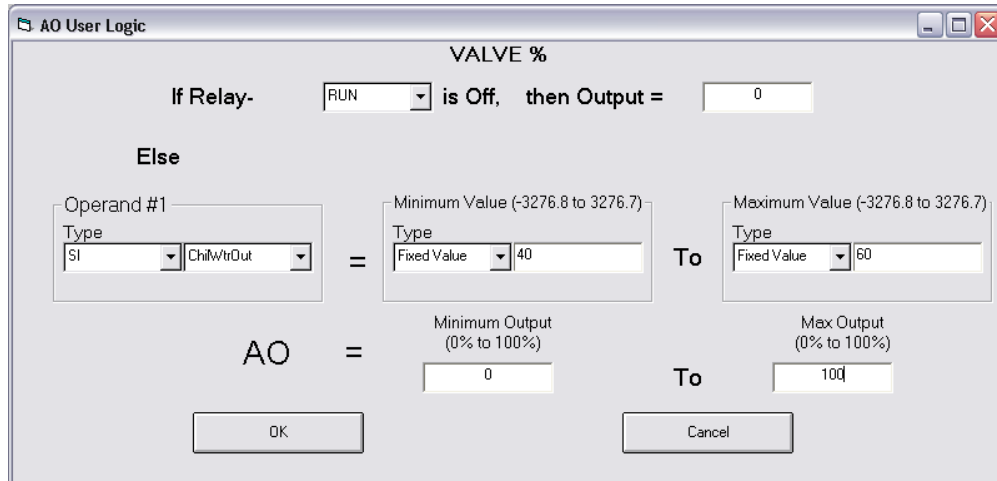 AO User Logic
VALVE %
If Relay- RUN is Off, then Output = 0
Else
Operand #1 Minimum Value (-3276.8 to 3276.7) Maximum Value (-3276.8 to 3276.7)
Type Type Type
SI ChilWtrOut = Fixed Value 40 To Fixed Value 60
Minimum Output Max Output
(0% to 100%) (0% to 100%)
AO = 0 To 100
OK Cancel